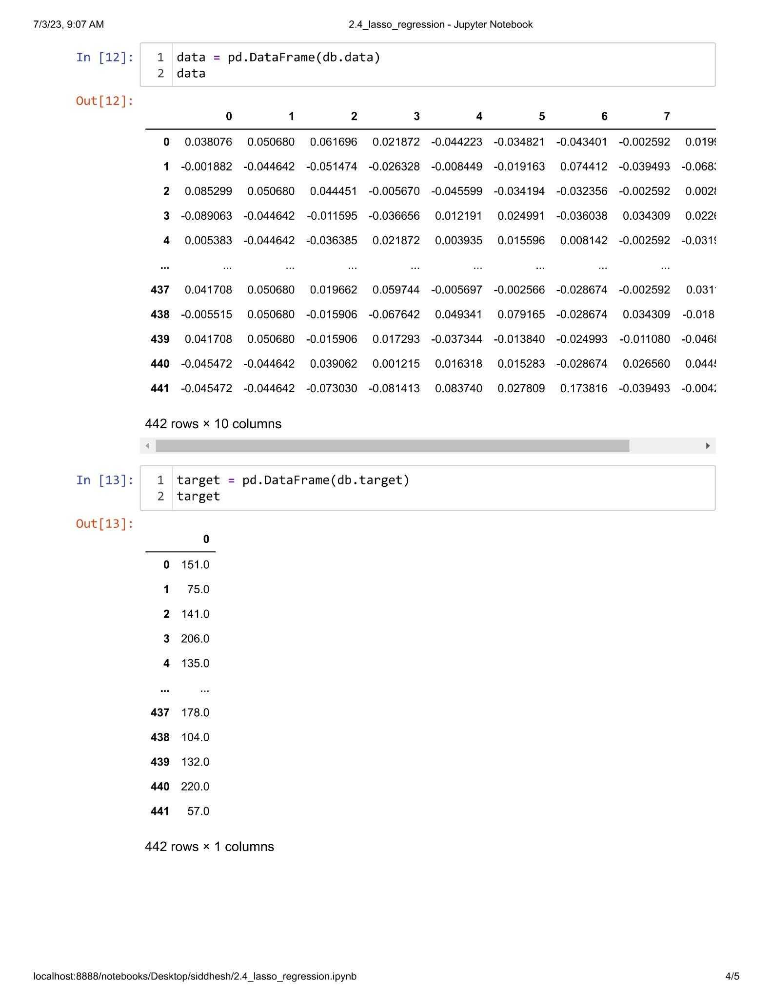 7/3/23, 9:07 AM 2.4_lasso_regression - Jupyter Notebook
In [12]: 1 data = pd.DataFrame(db.data)
2 data
Out[12]:
0 1 2 3 4 5 6 7
0 0.038076 0.050680 0.061696 0.021872 -0.044223 -0.034821 -0.043401 -0.002592 0.019
1 -0.001882 -0.044642 -0.051474 -0.026328 -0.008449 -0.019163 0.074412 -0.039493 -0.068
2 0.085299 0.050680 0.044451 -0.005670 -0.045599 -0.034194 -0.032356 -0.002592 0.002
3 -0.089063 -0.044642 -0.011595 -0.036656 0.012191 0.024991 -0.036038 0.034309 0.022
4 0.005383 -0.044642 -0.036385 0.021872 0.003935 0.015596 0.008142 -0.002592 -0.031
... ... ... ... ... ... ... ... ...
437 0.041708 0.050680 0.019662 0.059744 -0.005697 -0.002566 -0.028674 -0.002592 0.031
438 -0.005515 0.050680 -0.015906 -0.067642 0.049341 0.079165 -0.028674 0.034309 -0.018
439 0.041708 0.050680 -0.015906 0.017293 -0.037344 -0.013840 -0.024993 -0.011080 -0.046
440 -0.045472 -0.044642 0.039062 0.001215 0.016318 0.015283 -0.028674 0.026560 0.044
441 -0.045472 -0.044642 -0.073030 -0.081413 0.083740 0.027809 0.173816 -0.039493 -0.004
442 rows × 10 columns
In [13]: 1 target = pd.DataFrame(db.target)
2 target
Out[13]:
0
0 151.0
1 75.0
2 141.0
3 206.0
4 135.0
... ...
437 178.0
438 104.0
439 132.0
440 220.0
441 57.0
442 rows × 1 columns
localhost:8888/notebooks/Desktop/siddhesh/2.4_lasso_regression.ipynb 4/5